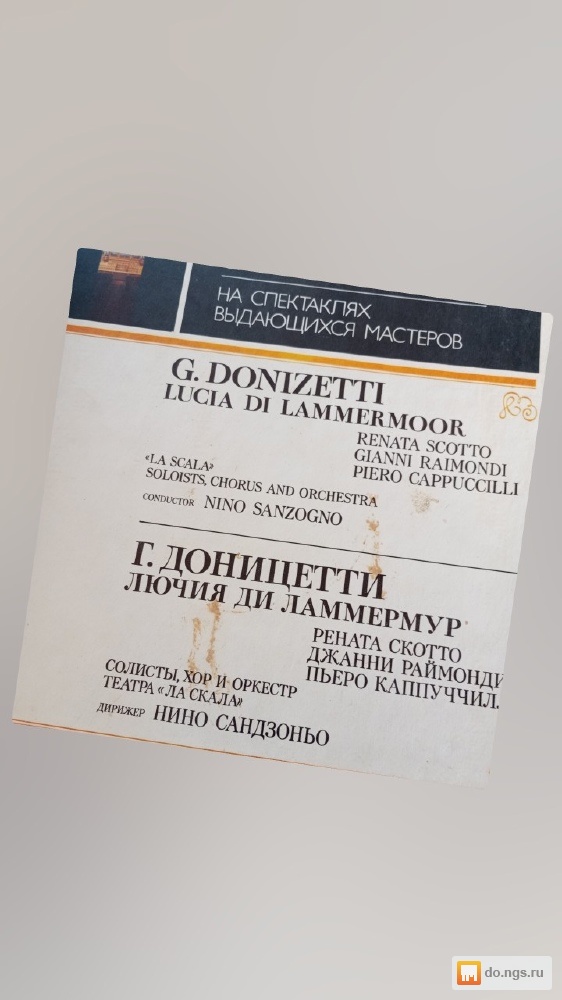 НА СПЕКТАКЛЯХ
ВЫДАЮЩИХСЯ МАСТЕРОВ
G. DONIZETTI
LUCIA DI LAMMERMOOR
RENATA SCOTTO
GIANNI RAIMONDI
PIERO CAPPUCCILLI
«LA SCALA»
SOLOISTS, CHORUS AND ORCHESTRA
CONDUCTOR NINO SANZOGNO
Г. ДОНИЦЕТТИ
ЛЮЧИЯ ДИ ЛАММЕРМУР
РЕНАТА СКОТТО
ДЖАННИ РАЙМОНДИ
ПЬЕРО КАППУЧЧИЛ
СОЛИСТЫ, ХОР И ОРКЕСТР
ТЕАТРА «ЛА СКАЛА»
ДИРИЖЕР НИНО САНДЗОНЬО
do.ngs.ru